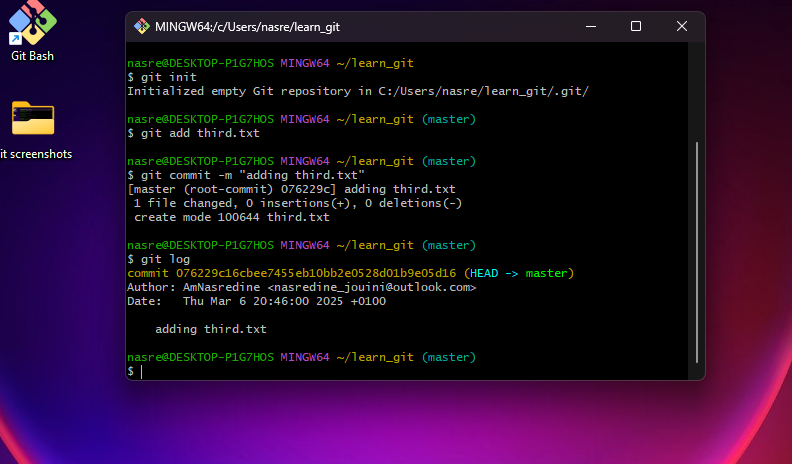 Git Bash
it screenshots
MINGW64:/c/Users/nasre/learn_git
nasre@DESKTOP-P1G7HOS MINGW64 ~/learn_git
$ git init
Initialized empty Git repository in C:/Users/nasre/learn_git/.git/
nasre@DESKTOP-P1G7HOS MINGW64 ~/learn_git (master)
$ git add third.txt
nasre@DESKTOP-P1G7HOS MINGW64 ~/learn_git (master)
$ git commit -m "adding third.txt"
[master (root-commit) 076229c] adding third.txt
 1 file changed, 0 insertions(+), 0 deletions(-)
 create mode 100644 third.txt
nasre@DESKTOP-P1G7HOS MINGW64 ~/learn_git (master)
$ git log
commit 076229c16cbee7455eb10bb2e0528d01b9e05d16 (HEAD -> master)
Author: AmNasredine <nasredine_jouini@outlook.com>
Date:   Thu Mar 6 20:46:00 2025 +0100
    adding third.txt
nasre@DESKTOP-P1G7HOS MINGW64 ~/learn_git (master)
$